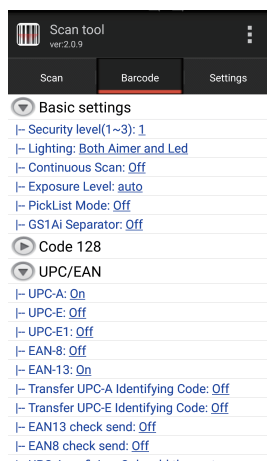 Scan tool
ver:2.0.9
Scan
Barcode
Settings
Basic settings
|-- Security level(1~3): 1
|-- Lighting: Both Aimer and Led
|-- Continuous Scan: Off
|-- Exposure Level: auto
|-- PickList Mode: Off
|-- GS1Ai Separator: Off
Code 128
UPC/EAN
|-- UPC-A: On
|-- UPC-E: Off
|-- UPC-E1: Off
|-- EAN-8: Off
|-- EAN-13: On
|-- Transfer UPC-A Identifying Code: Off
|-- Transfer UPC-E Identifying Code: Off
|-- EAN13 check send: Off
|-- EAN8 check send: Off